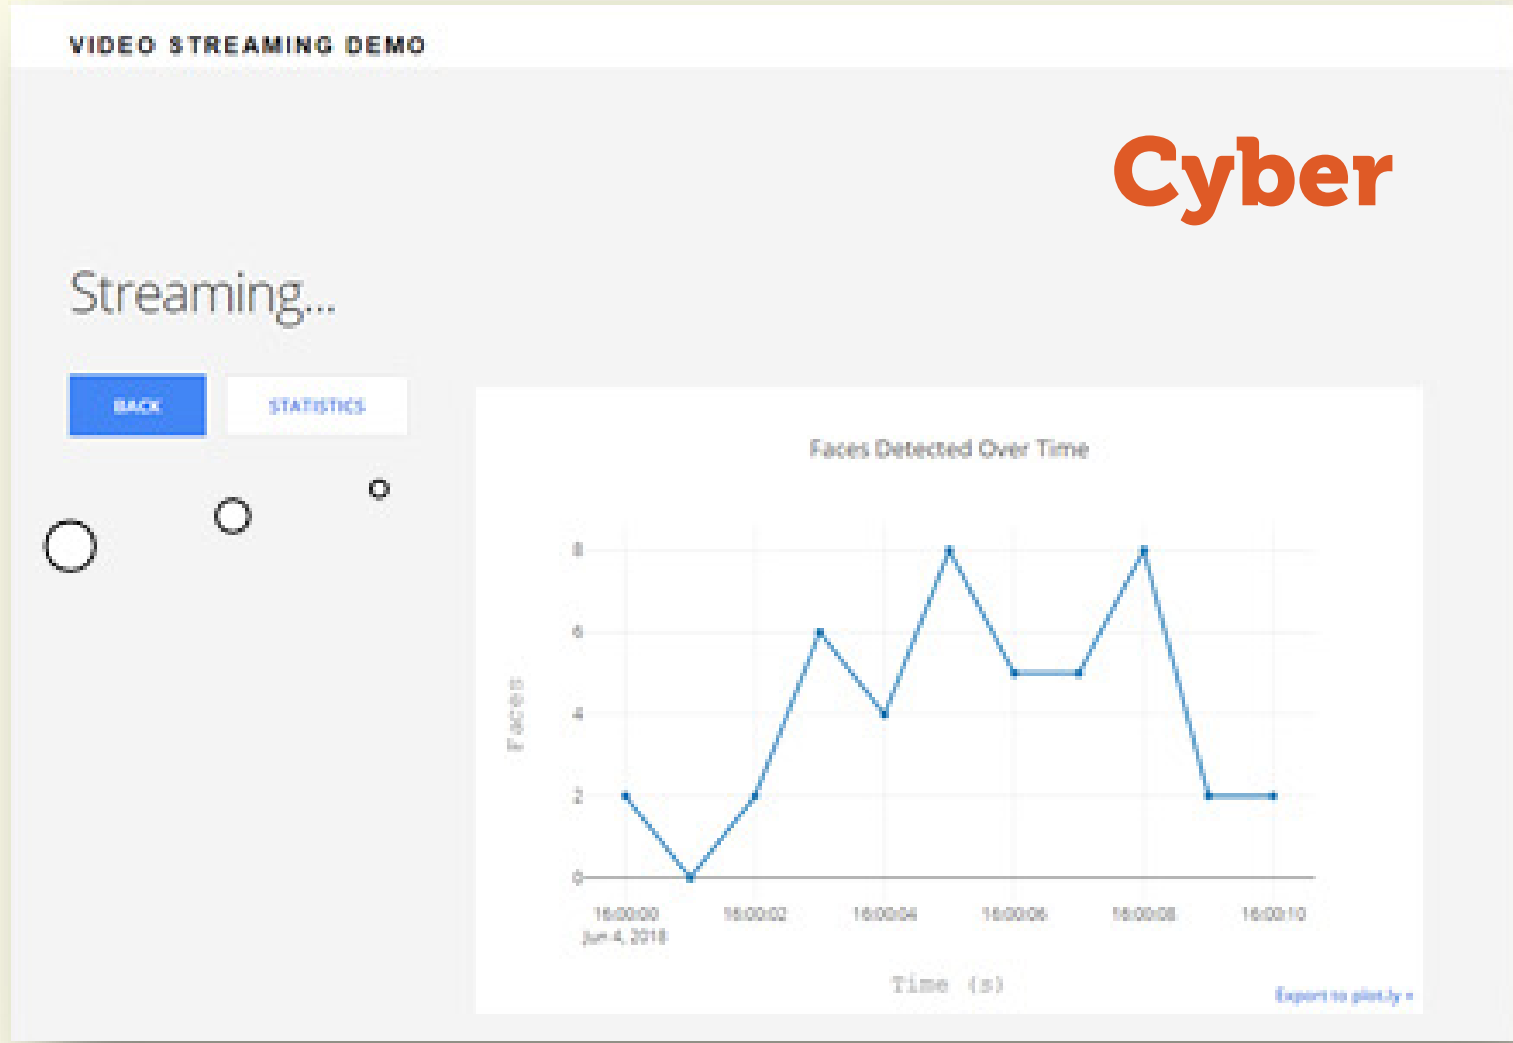 VIDEO STREAMING DEMO
Cyber
Streaming...
BACK
STATISTICS
Faces Detected Over Time
8
6
4
2
0
Faces
16:00:00 16:00:02 16:00:04 16:00:06 16:00:08 16:00:10
Jun 4, 2018
Time (s)
Export to plot.ly »